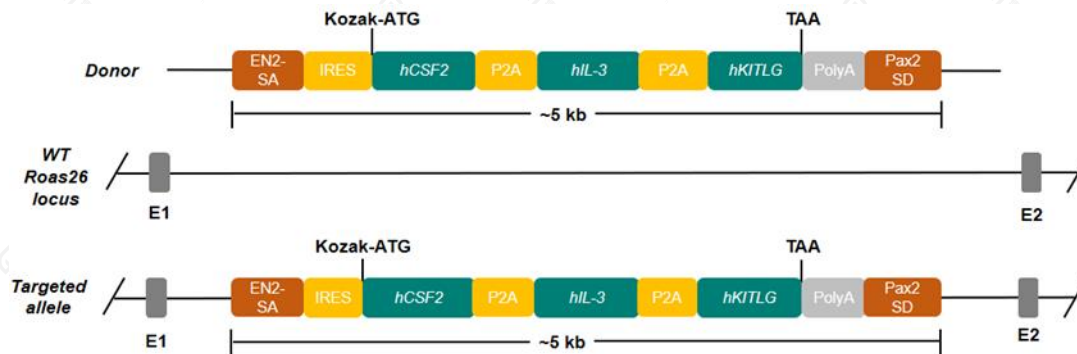 Kozak-ATG
TAA
Donor
EN2-
SA
IRES
hCSF2
P2A
hIL-3
P2A
hKITLG
PolyA
Pax2
SD
~5 kb
WT
Roas26
locus
E1
E2
Kozak-ATG
TAA
Targeted
allele
EN2-
SA
IRES
hCSF2
P2A
hIL-3
P2A
hKITLG
PolyA
Pax2
SD
E1
E2
~5 kb